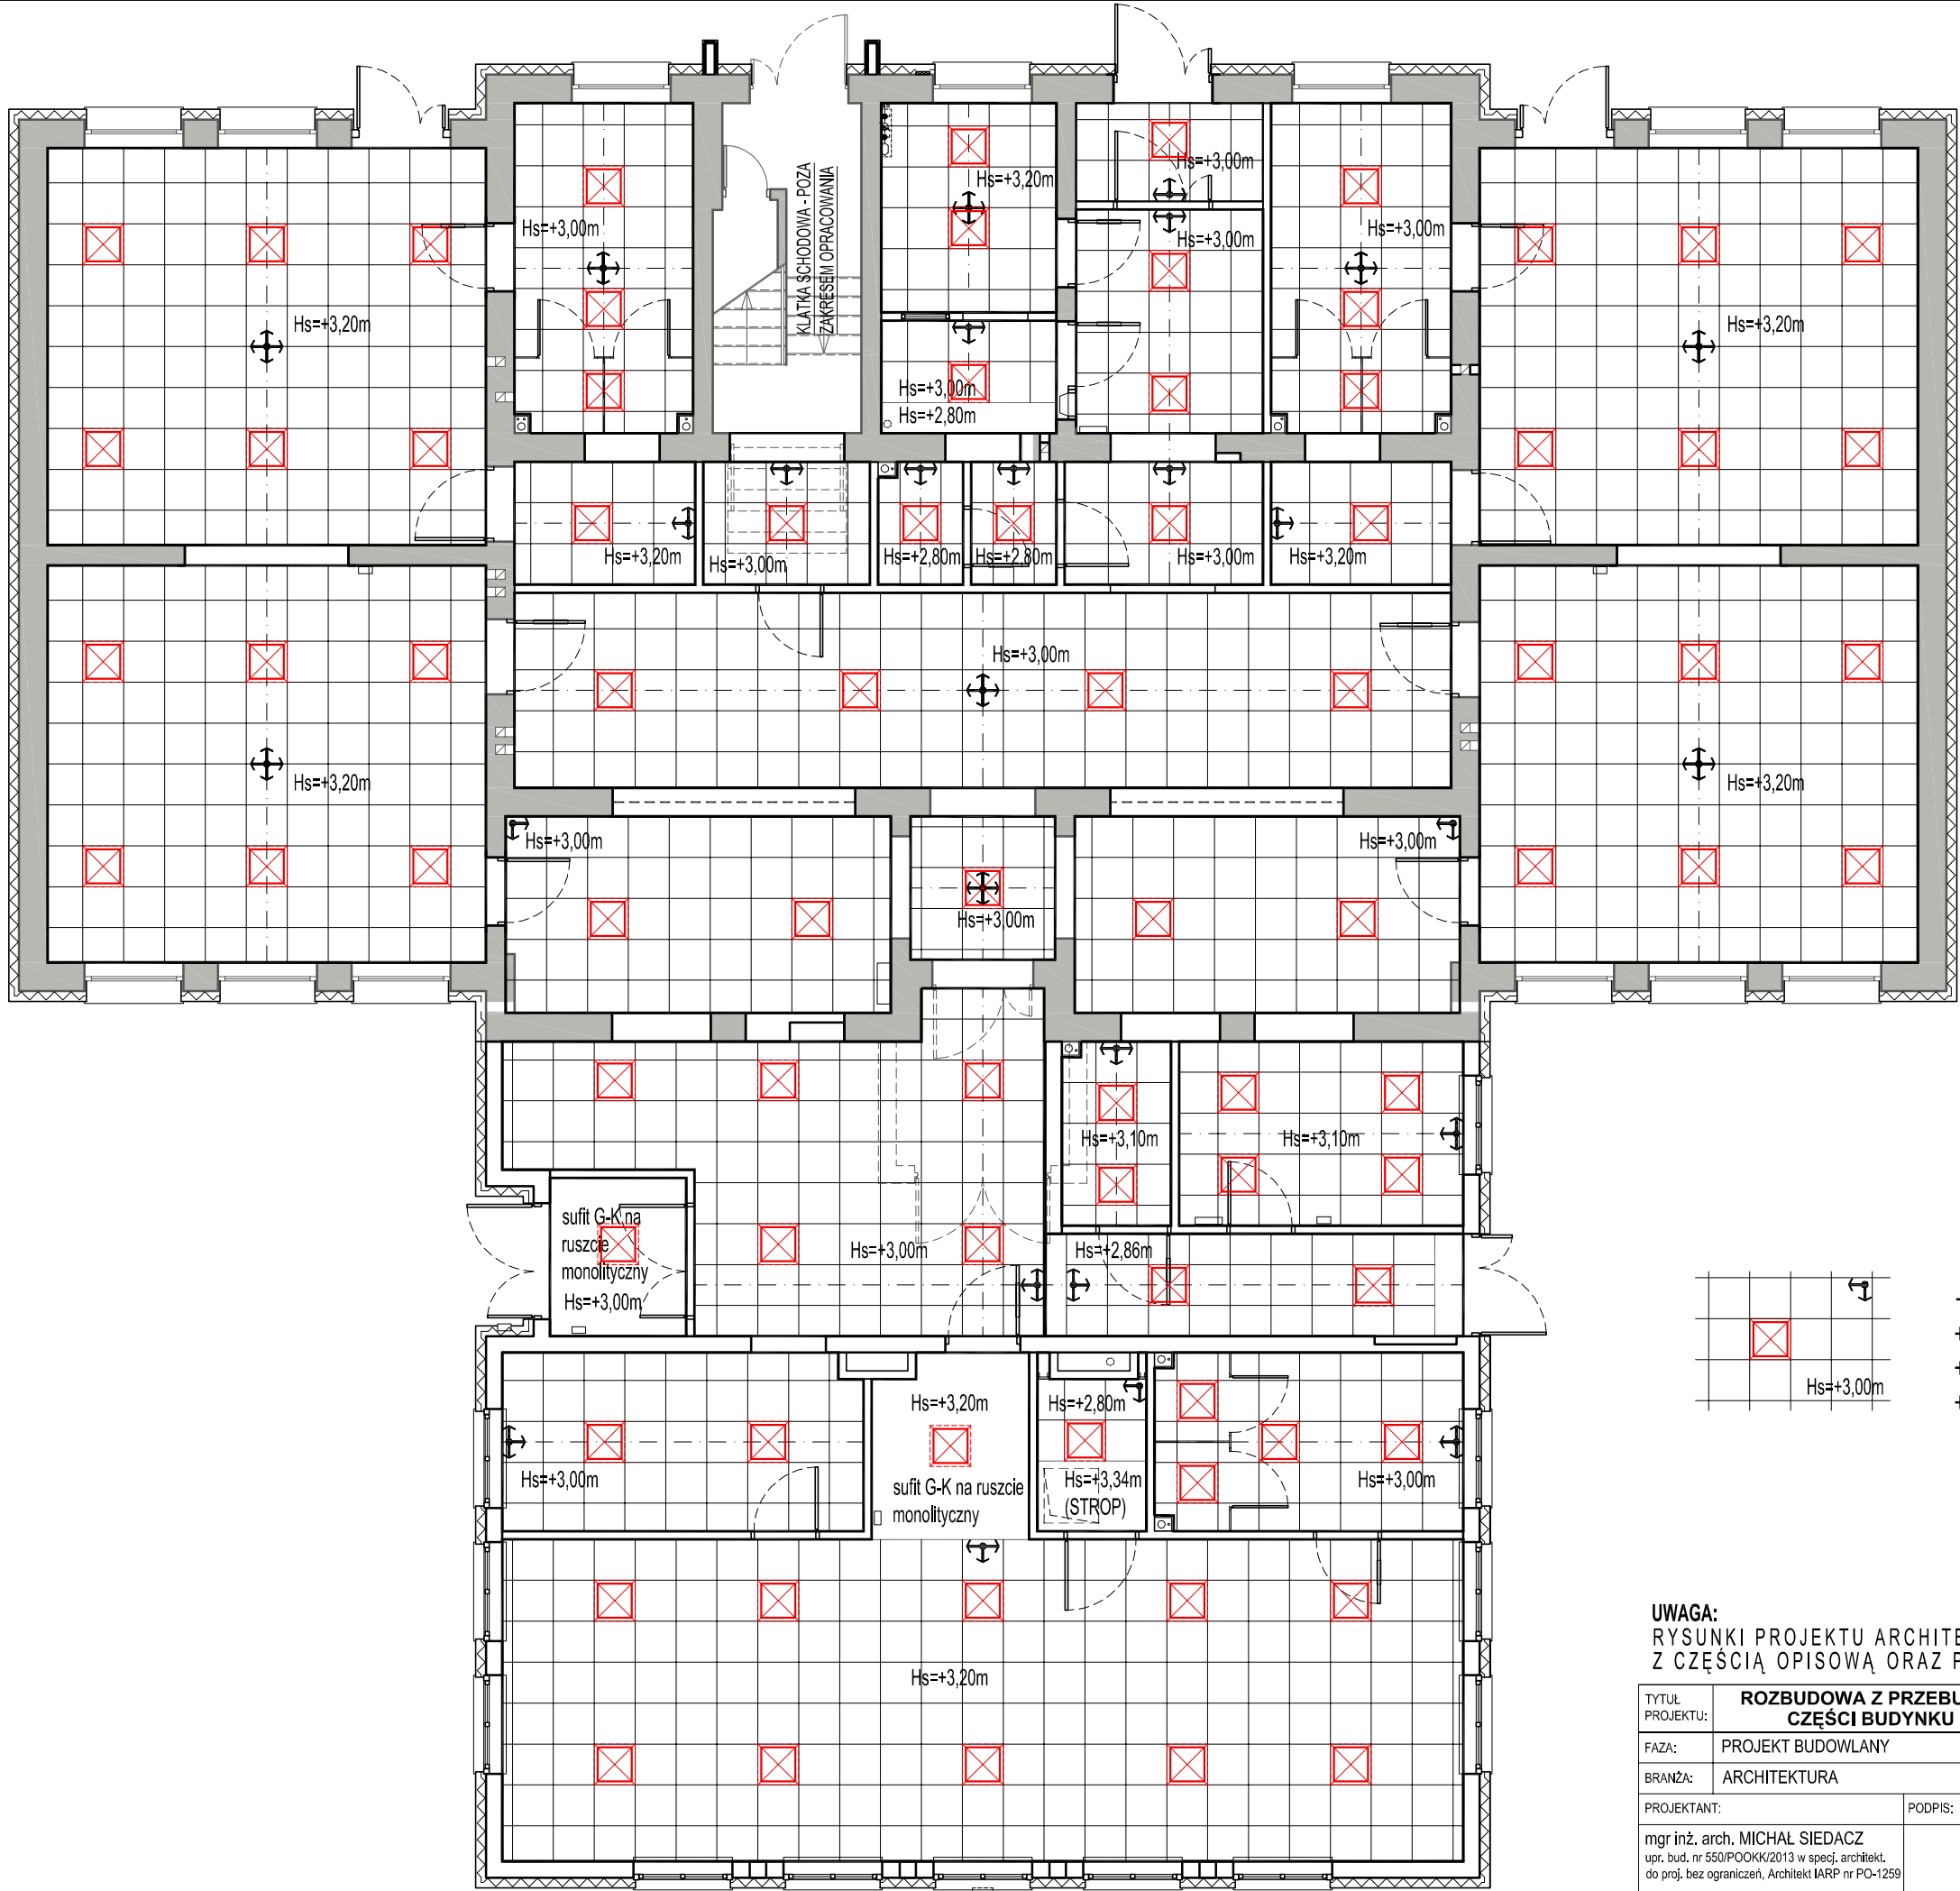 KLATKA SCHODOWA - POZA
ZAKRESEM OPRACOWANIA
Hs=+3,20m
Hs=+3,00m
Hs=+3,00m
Hs=+3,00m
Hs=+3,00m
Hs=+3,20m
Hs=+3,20m
Hs=+3,00m
Hs=+2,80m
Hs=+3,20m
Hs=+3,00m
Hs=+2,80m
Hs=+2,80m
Hs=+3,00m
Hs=+3,20m
Hs=+3,00m
Hs=+3,20m
Hs=+3,20m
Hs=+3,00m
Hs=+3,00m
Hs=+3,00m
Hs=+3,10m
Hs=+3,10m
sufit G-K na
ruszcie
monolityczny
Hs=+3,00m
Hs=+3,00m
Hs=+2,86m
Hs=+3,00m
Hs=+3,20m
Hs=+2,80m
Hs=+3,00m
sufit G-K na ruszcie
monolityczny
Hs=+3,34m
(STROP)
Hs=+3,00m
Hs=+3,20m
UWAGA:
RYSUNKI PROJEKTU ARCHITE
Z CZĘŚCIĄ OPISOWĄ ORAZ P
TYTUŁ
PROJEKTU:
ROZBUDOWA Z PRZEBU
CZĘŚCI BUDYNKU
FAZA: PROJEKT BUDOWLANY
BRANŻA: ARCHITEKTURA
PROJEKTANT: PODPIS:
mgr inż. arch. MICHAŁ SIEDACZ
upr. bud. nr 550/POOKK/2013 w specj. architekt.
do proj. bez ograniczeń, Architekt IARP nr PO-1259